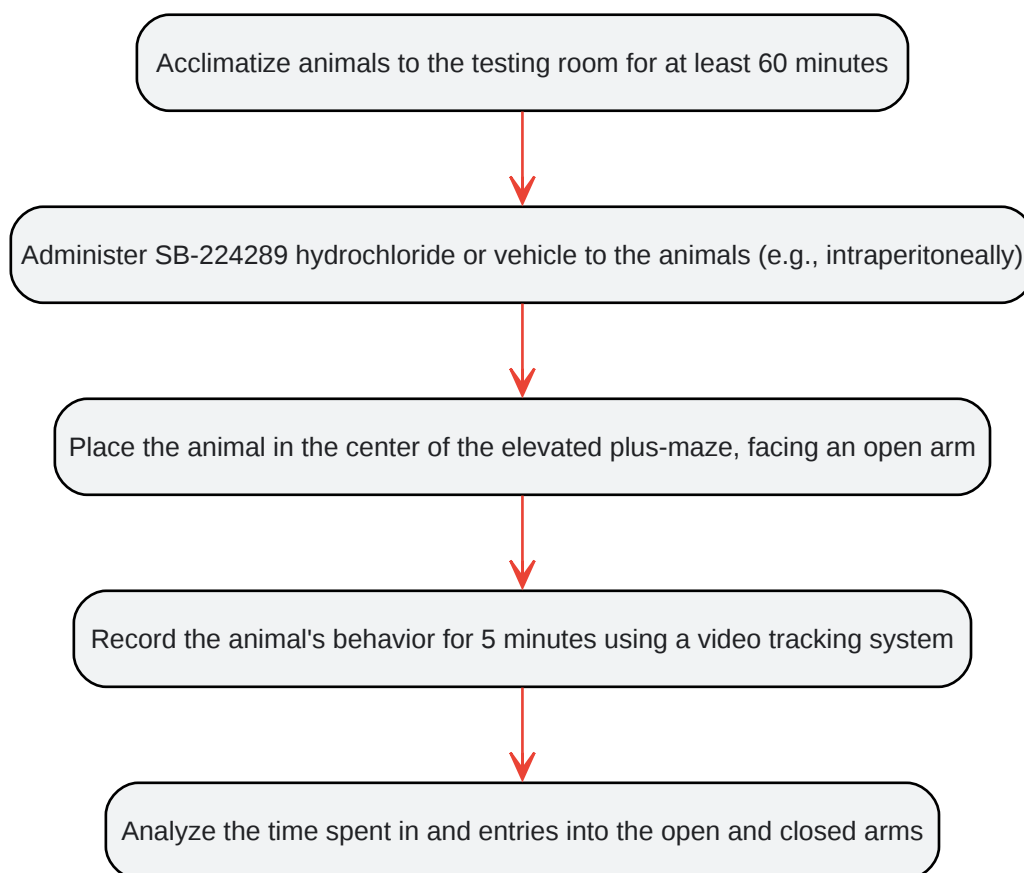 Acclimatize animals to the testing room for at least 60 minutes
Administer SB-224289 hydrochloride or vehicle to the animals (e.g., intraperitoneally)
Place the animal in the center of the elevated plus-maze, facing an open arm
Record the animal's behavior for 5 minutes using a video tracking system
Analyze the time spent in and entries into the open and closed arms